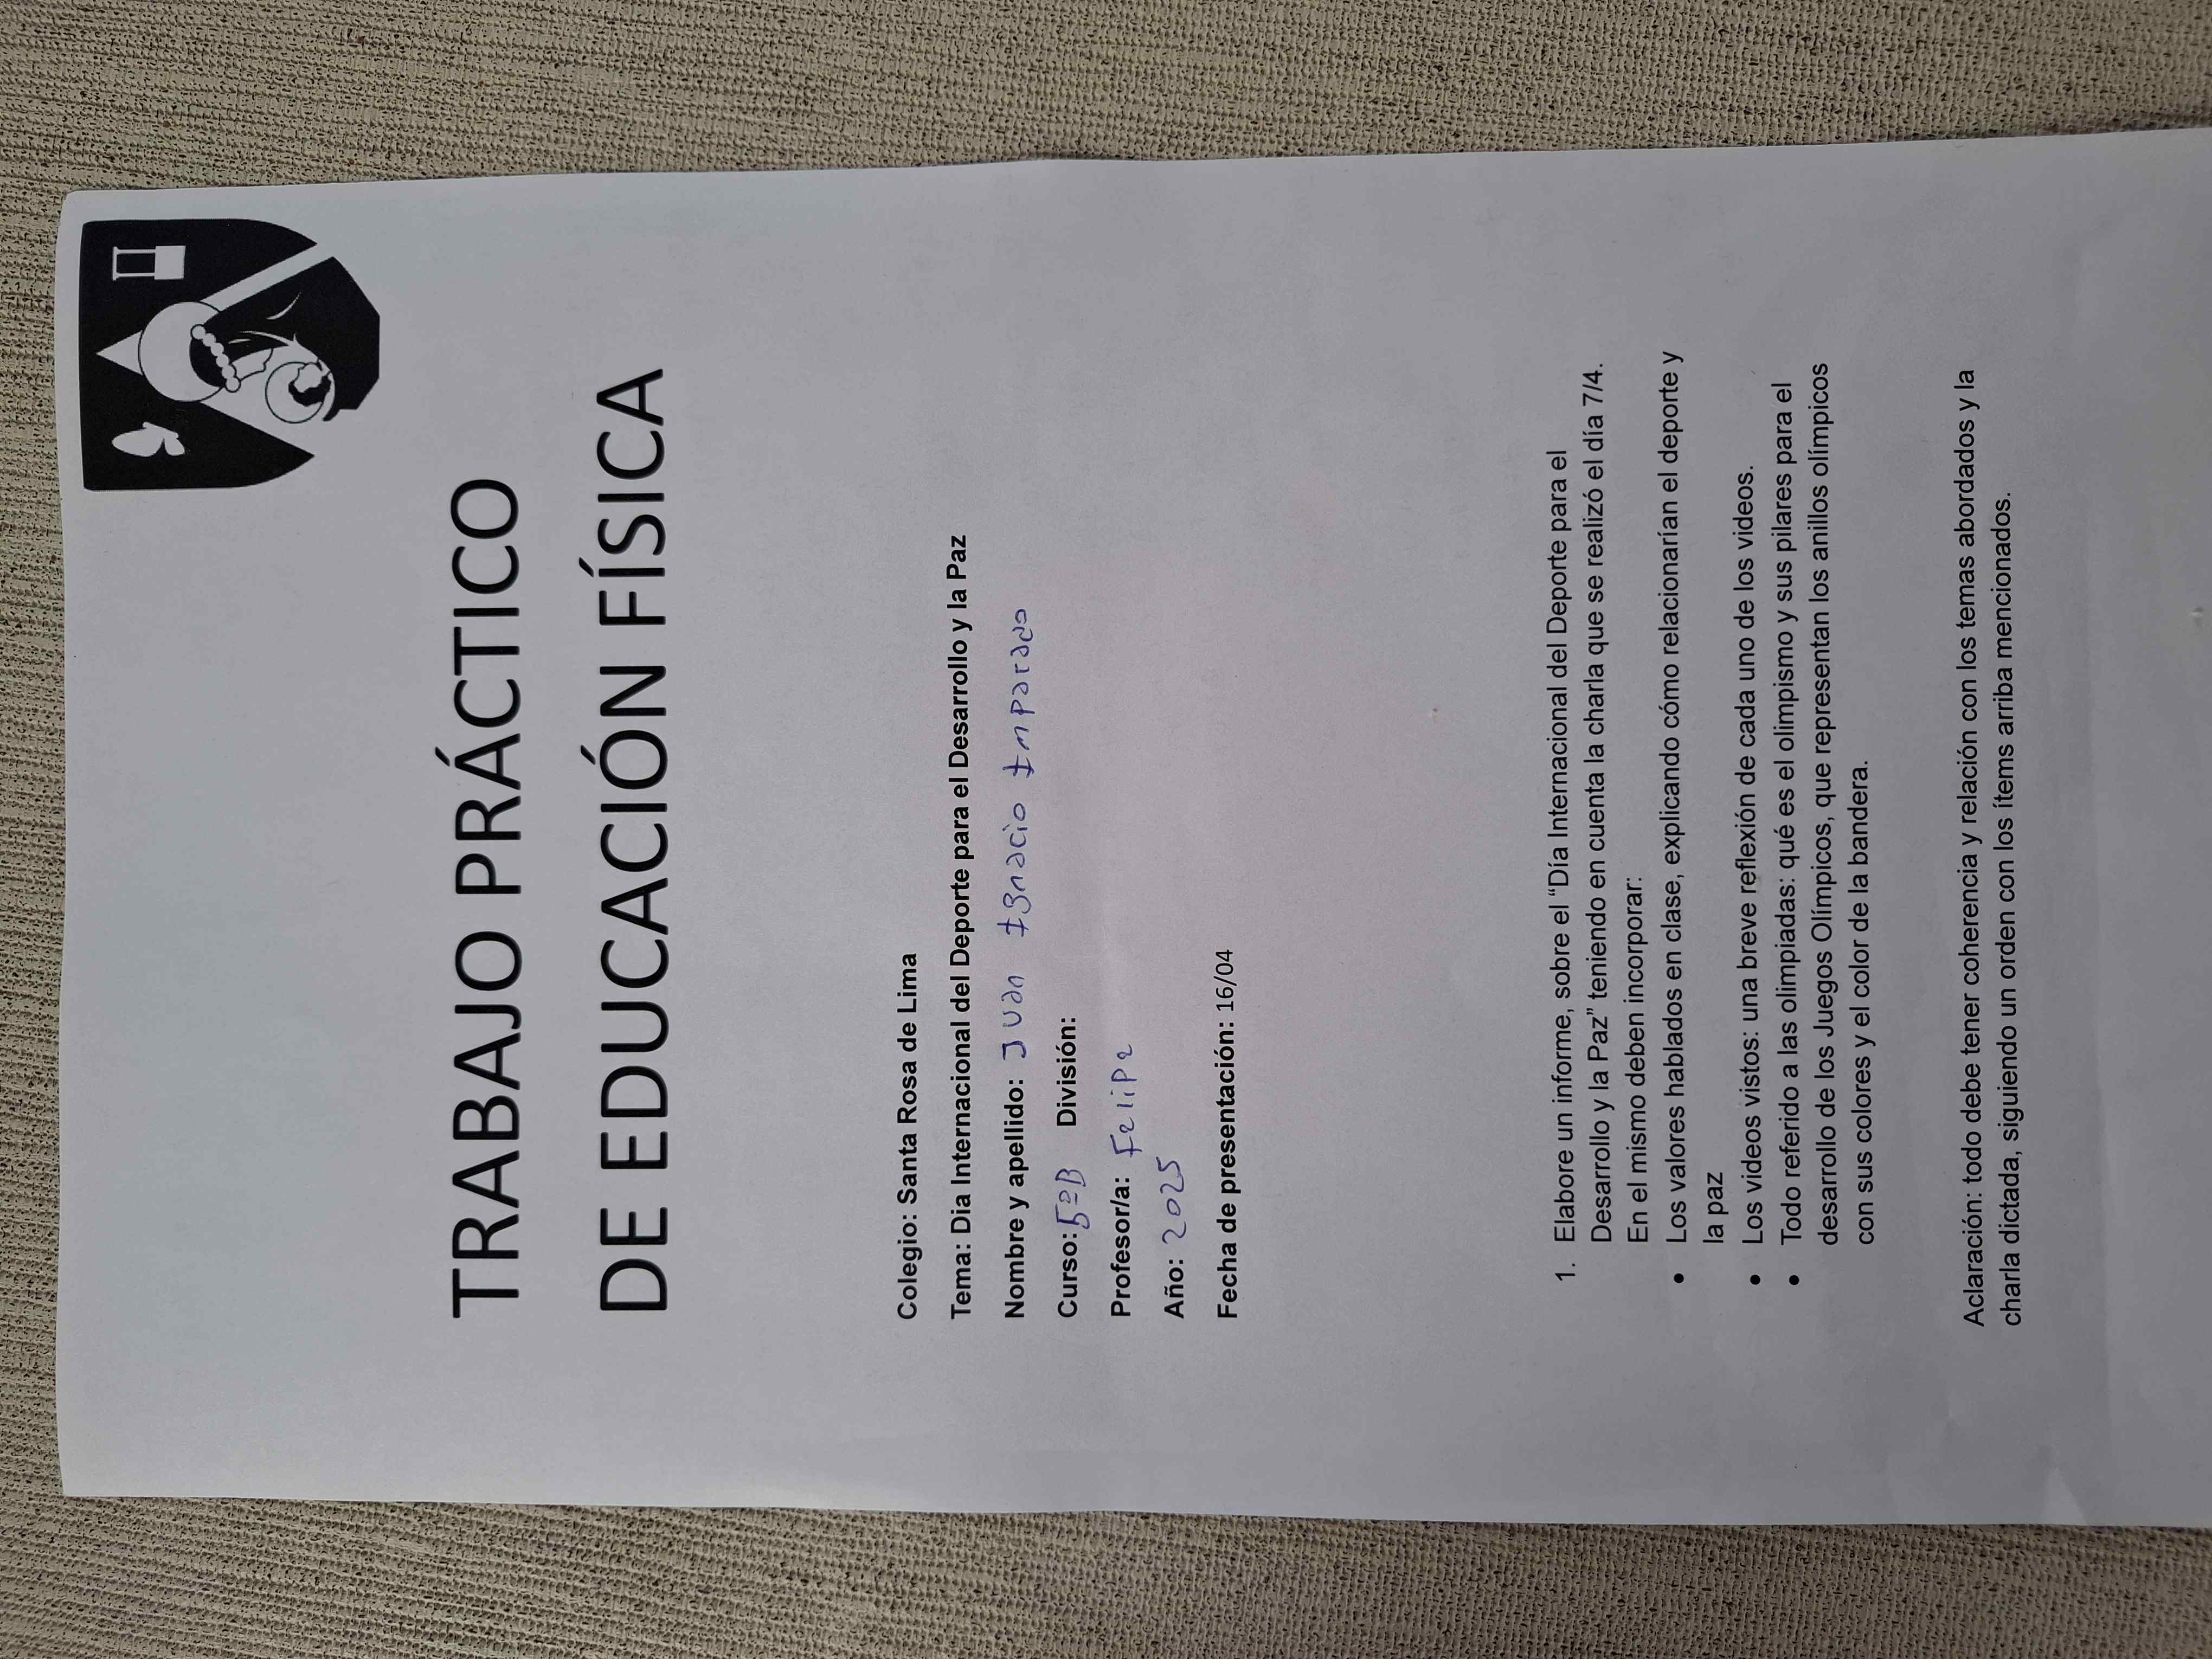 TRABAJO PRÁCTICO
DE EDUCACIÓN FÍSICA
Colegio: Santa Rosa de Lima
Tema: Dia Internacional del Deporte para el Desarrollo y la Paz
Nombre y apellido: Juan Ignacio Imparado
Curso: 5º B División:
Profesor/a: Felipe
Año: 2025
Fecha de presentación: 16/04
1. Elabore un informe, sobre el “Día Internacional del Deporte para el
Desarrollo y la Paz” teniendo en cuenta la charla que se realizó el día 7/4.
En el mismo deben incorporar:
• Los valores hablados en clase, explicando cómo relacionarían el deporte y
la paz
• Los videos vistos: una breve reflexión de cada uno de los videos.
• Todo referido a las olimpiadas: qué es el olimpismo y sus pilares para el
desarrollo de los Juegos Olímpicos, que representan los anillos olímpicos
con sus colores y el color de la bandera.
Aclaración: todo debe tener coherencia y relación con los temas abordados y la
charla dictada, siguiendo un orden con los ítems arriba mencionados.